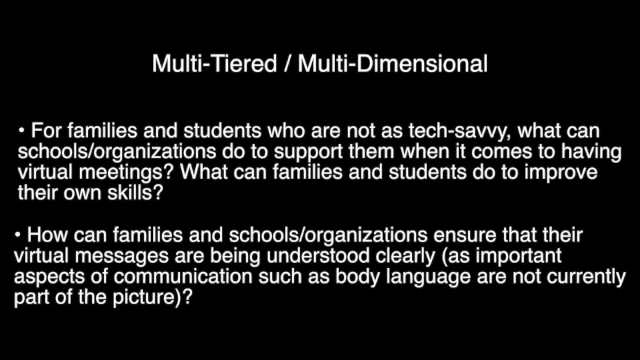 Multi-Tiered / Multi-Dimensional
• For families and students who are not as tech-savvy, what can
schools/organizations do to support them when it comes to having
virtual meetings? What can families and students do to improve
their own skills?
• How can families and schools/organizations ensure that their
virtual messages are being understood clearly (as important
aspects of communication such as body language are not currently
part of the picture)?